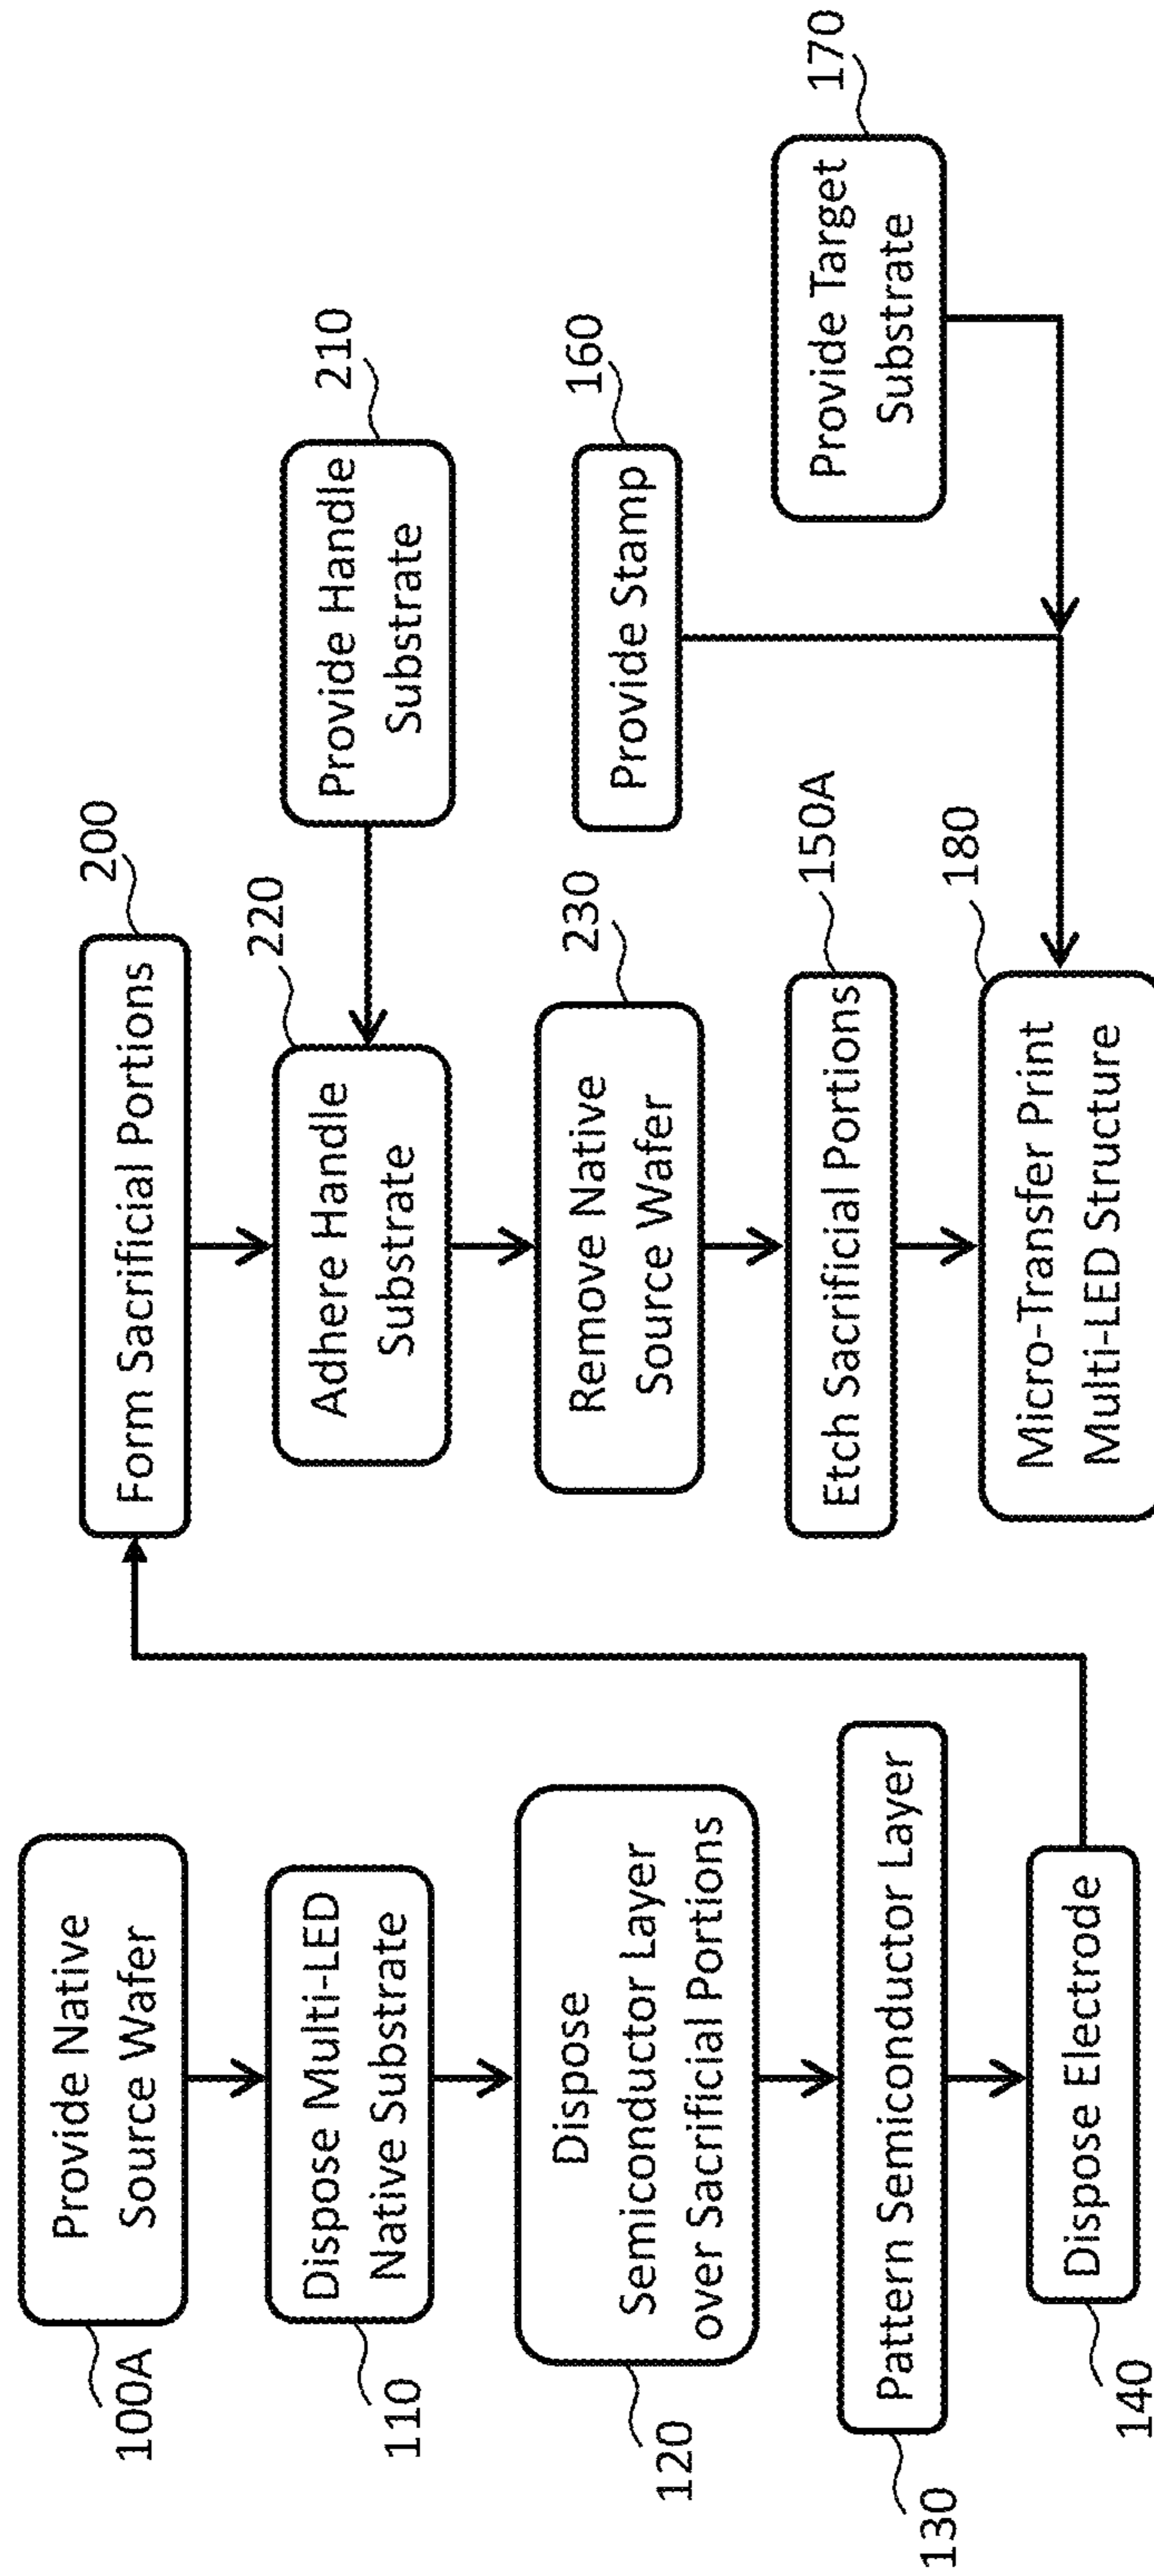 Provide Native
Source Wafer
100A
Dispose Multi-LED
Native Substrate
110
Dispose
Semiconductor Layer
over Sacrificial Portions
120
Pattern Semiconductor Layer
130
Dispose Electrode
140
Form Sacrificial Portions
200
Provide Handle
Substrate
210
Adhere Handle
Substrate
220
Remove Native
Source Wafer
230
Provide Stamp
160
Etch Sacrificial Portions
150A
Provide Target
Substrate
170
Micro-Transfer Print
Multi-LED Structure
180